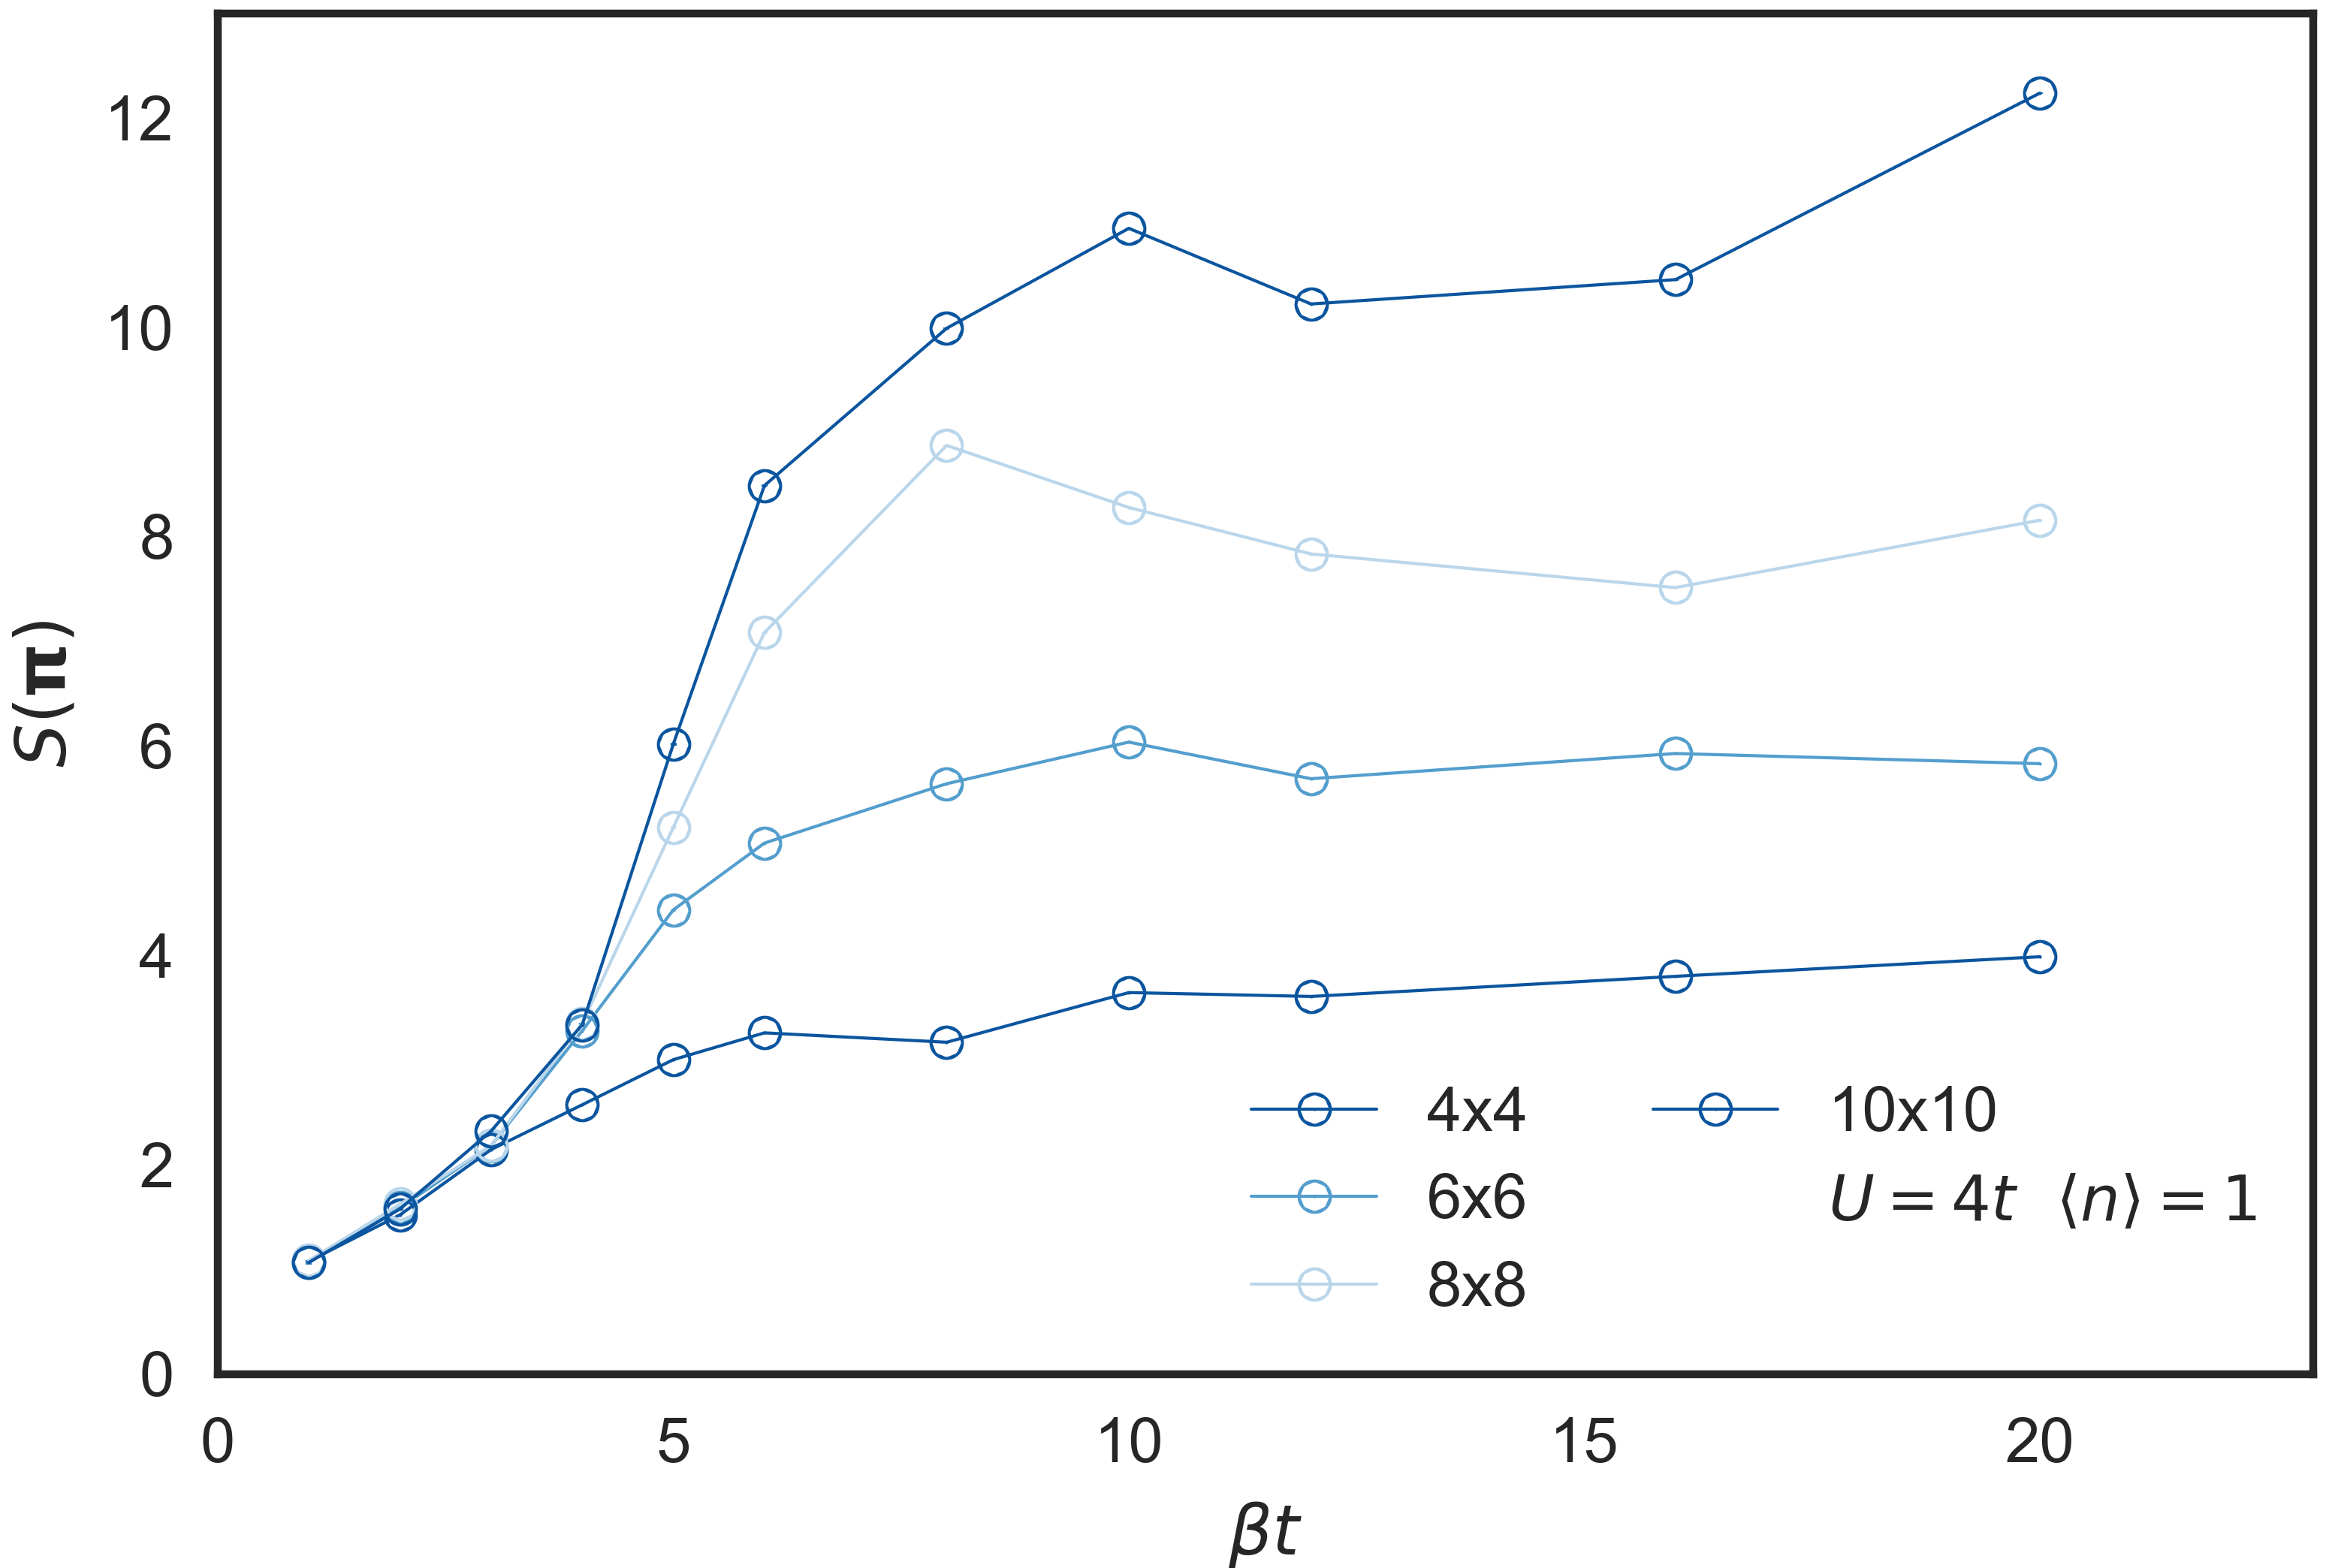 12
10
8
6
4
2
0
S(π)
0 5 10 15 20
βt
4x4
6x6
8x8
10x10
U = 4t ⟨n⟩ = 1